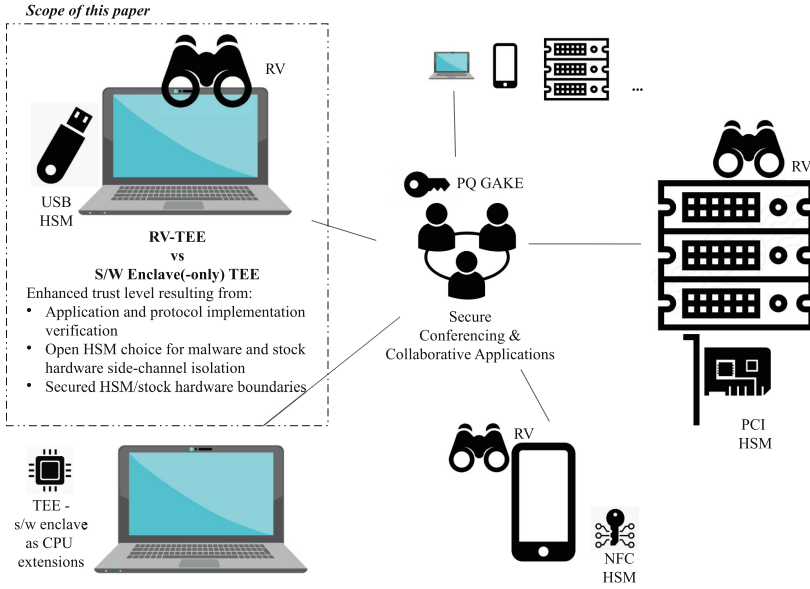 Scope of this paper
RV
USB
HSM
RV-TEE
vs
S/W Enclave(-only) TEE
Enhanced trust level resulting from:
• Application and protocol implementation
verification
• Open HSM choice for malware and stock
hardware side-channel isolation
• Secured HSM/stock hardware boundaries
...
PQ GAKE
Secure
Conferencing &
Collaborative Applications
RV
PCI
HSM
TEE -
s/w enclave
as CPU
extensions
RV
NFC
HSM